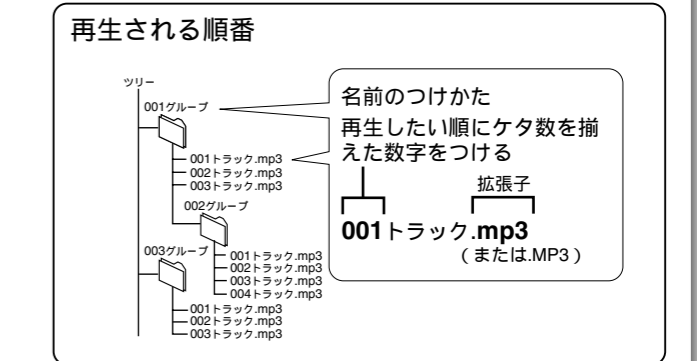 再生される順番
ツリー
001グループ
001トラック.mp3
002トラック.mp3
003トラック.mp3
002グループ
001トラック.mp3
002トラック.mp3
003トラック.mp3
004トラック.mp3
003グループ
001トラック.mp3
002トラック.mp3
003トラック.mp3
名前のつけかた
再生したい順にケタ数を揃
えた数字をつける
拡張子
001トラック.mp3
(または.MP3)